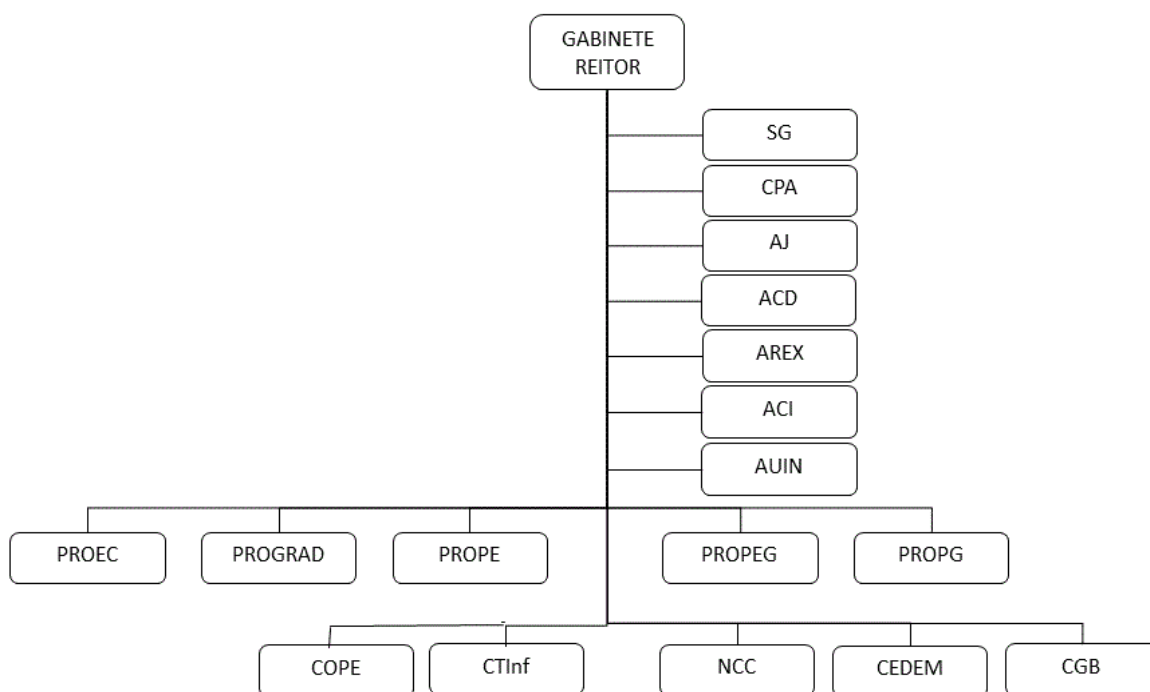 GABINETE
REITOR
SG
CPA
AJ
ACD
AREX
ACI
AUIN
PROEC
PROGRAD
PROPE
PROPEG
PROPG
COPE
CTInf
NCC
CEDEM
CGB